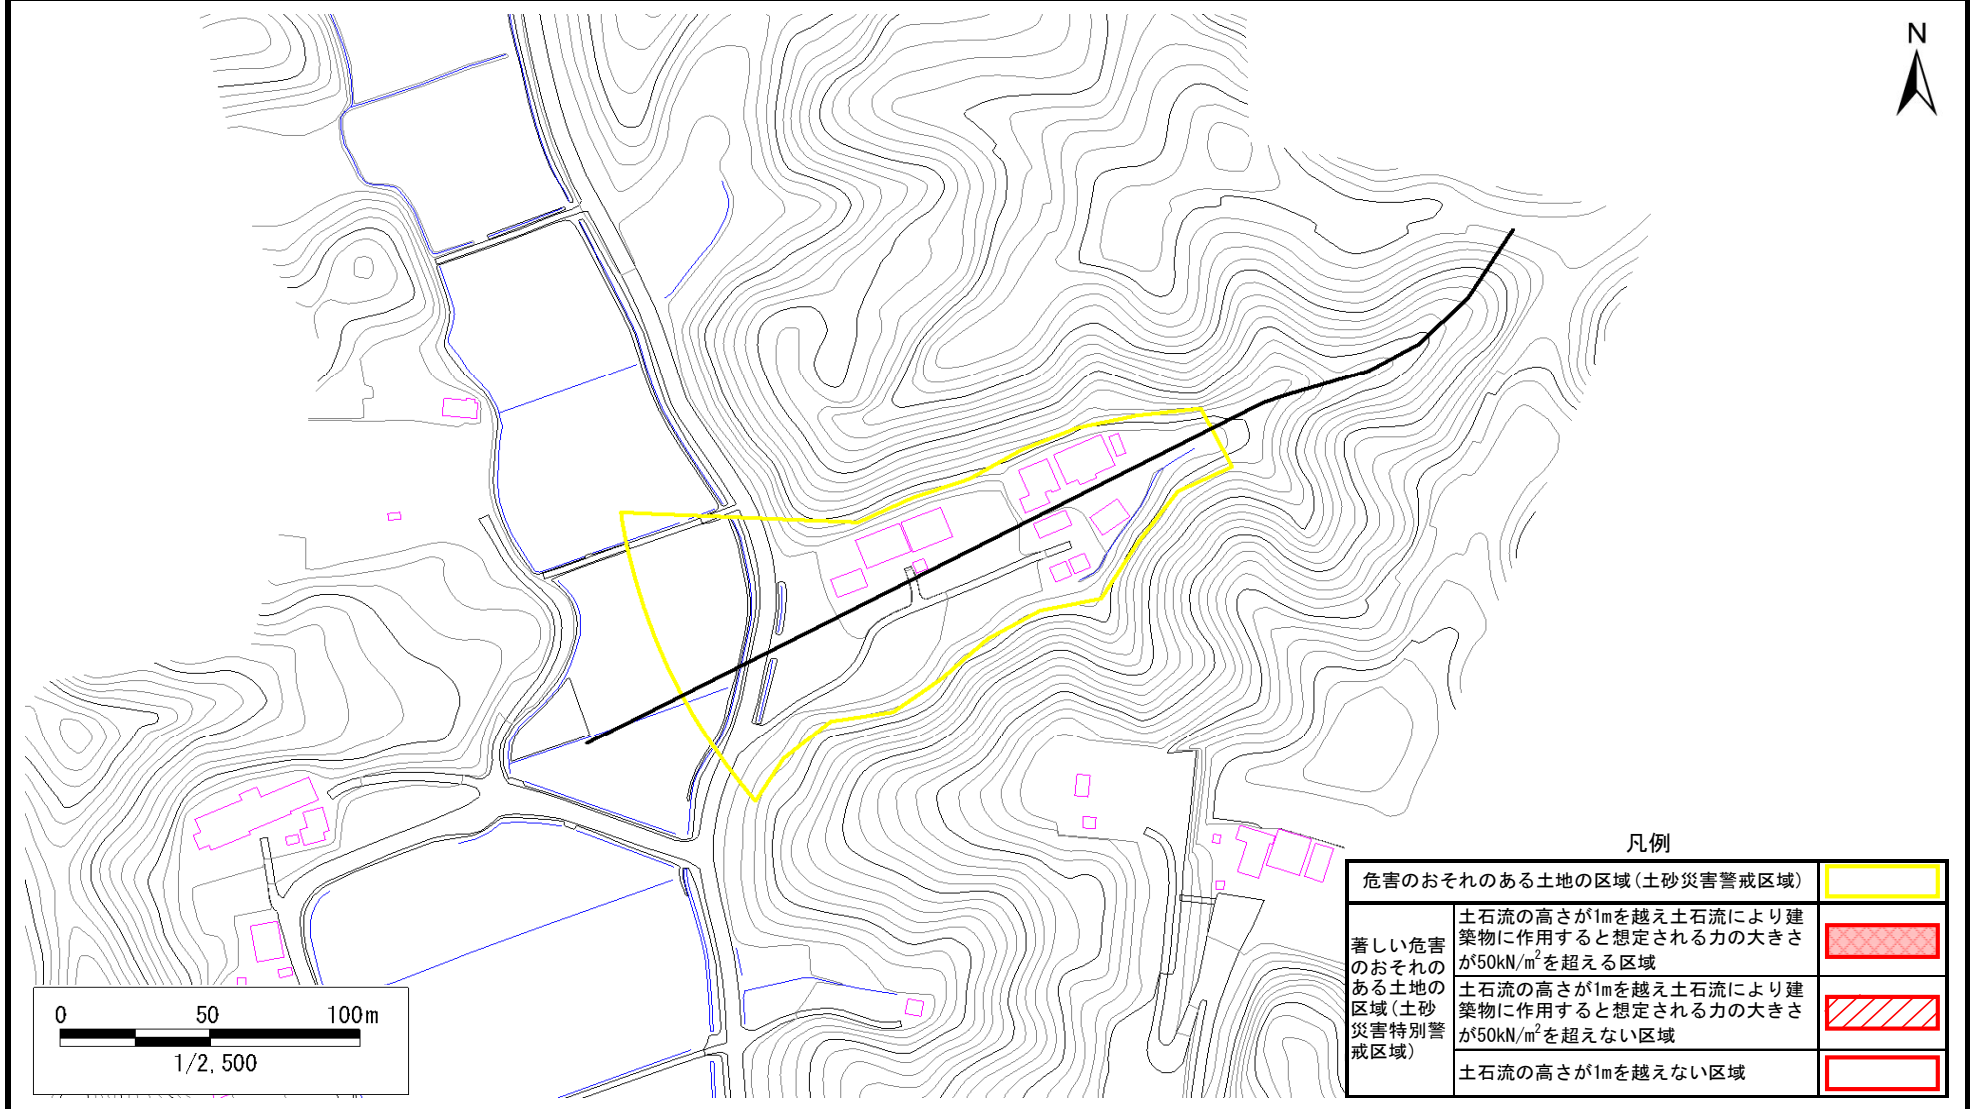 N
凡例
危害のおそれのある土地の区域(土砂災害警戒区域)
著しい危害
のおそれの
ある土地の
区域(土砂
災害特別警
戒区域)
土石流の高さが1mを越え土石流により建
築物に作用すると想定される力の大きさ
が50kN/m²を超える区域
土石流の高さが1mを越え土石流により建
築物に作用すると想定される力の大きさ
が50kN/m²を超えない区域
土石流の高さが1mを越えない区域
0 50 100m
1/2,500